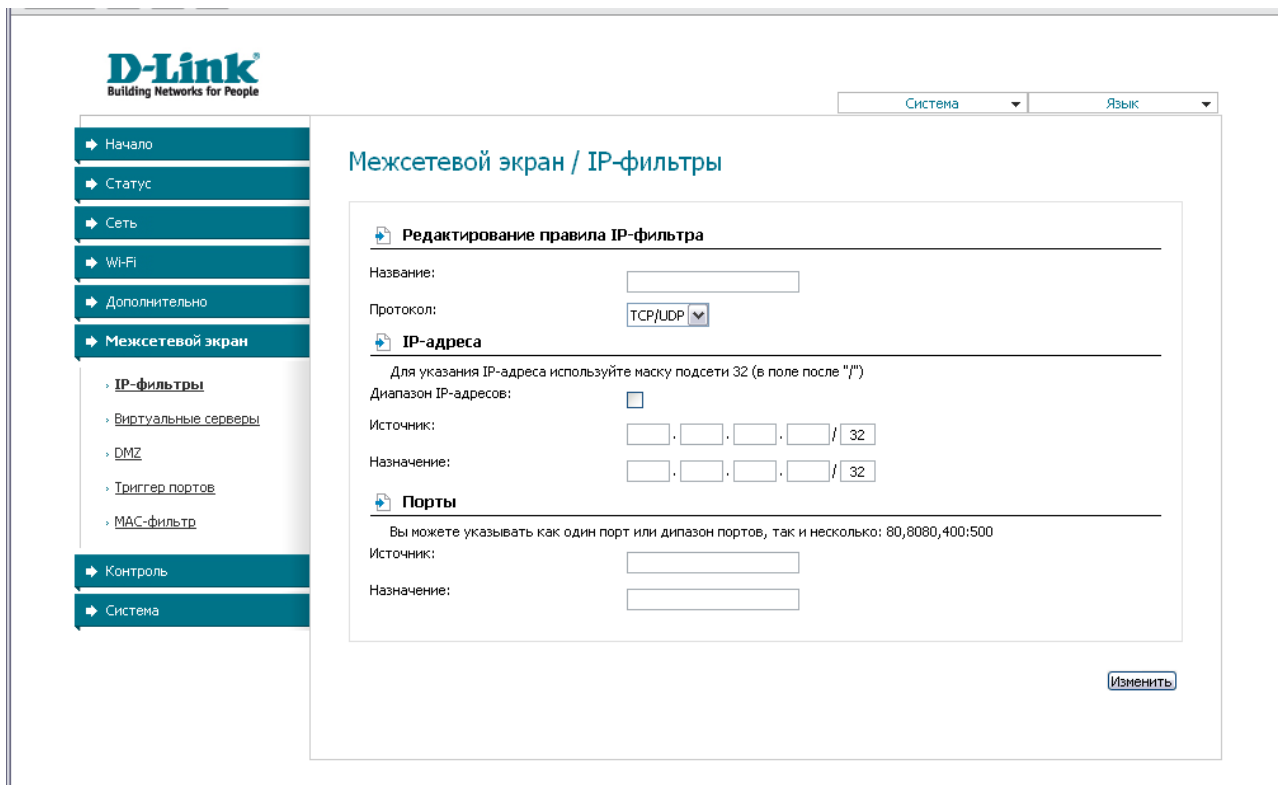 D-Link
Building Networks for People
Система
Язык
Начало
Статус
Сеть
Wi-Fi
Дополнительно
Межсетевой экран
IP-фильтры
Виртуальные серверы
DMZ
Триггер портов
MAC-фильтр
Контроль
Система
Межсетевой экран / IP-фильтры
Редактирование правила IP-фильтра
Название:
Протокол: TCP/UDP
IP-адреса
Для указания IP-адреса используйте маску подсети 32 (в поле после "/")
Диапазон IP-адресов:
Источник: . . . / 32
Назначение: . . . / 32
Порты
Вы можете указывать как один порт или дипазон портов, так и несколько: 80,8080,400:500
Источник:
Назначение:
Изменить